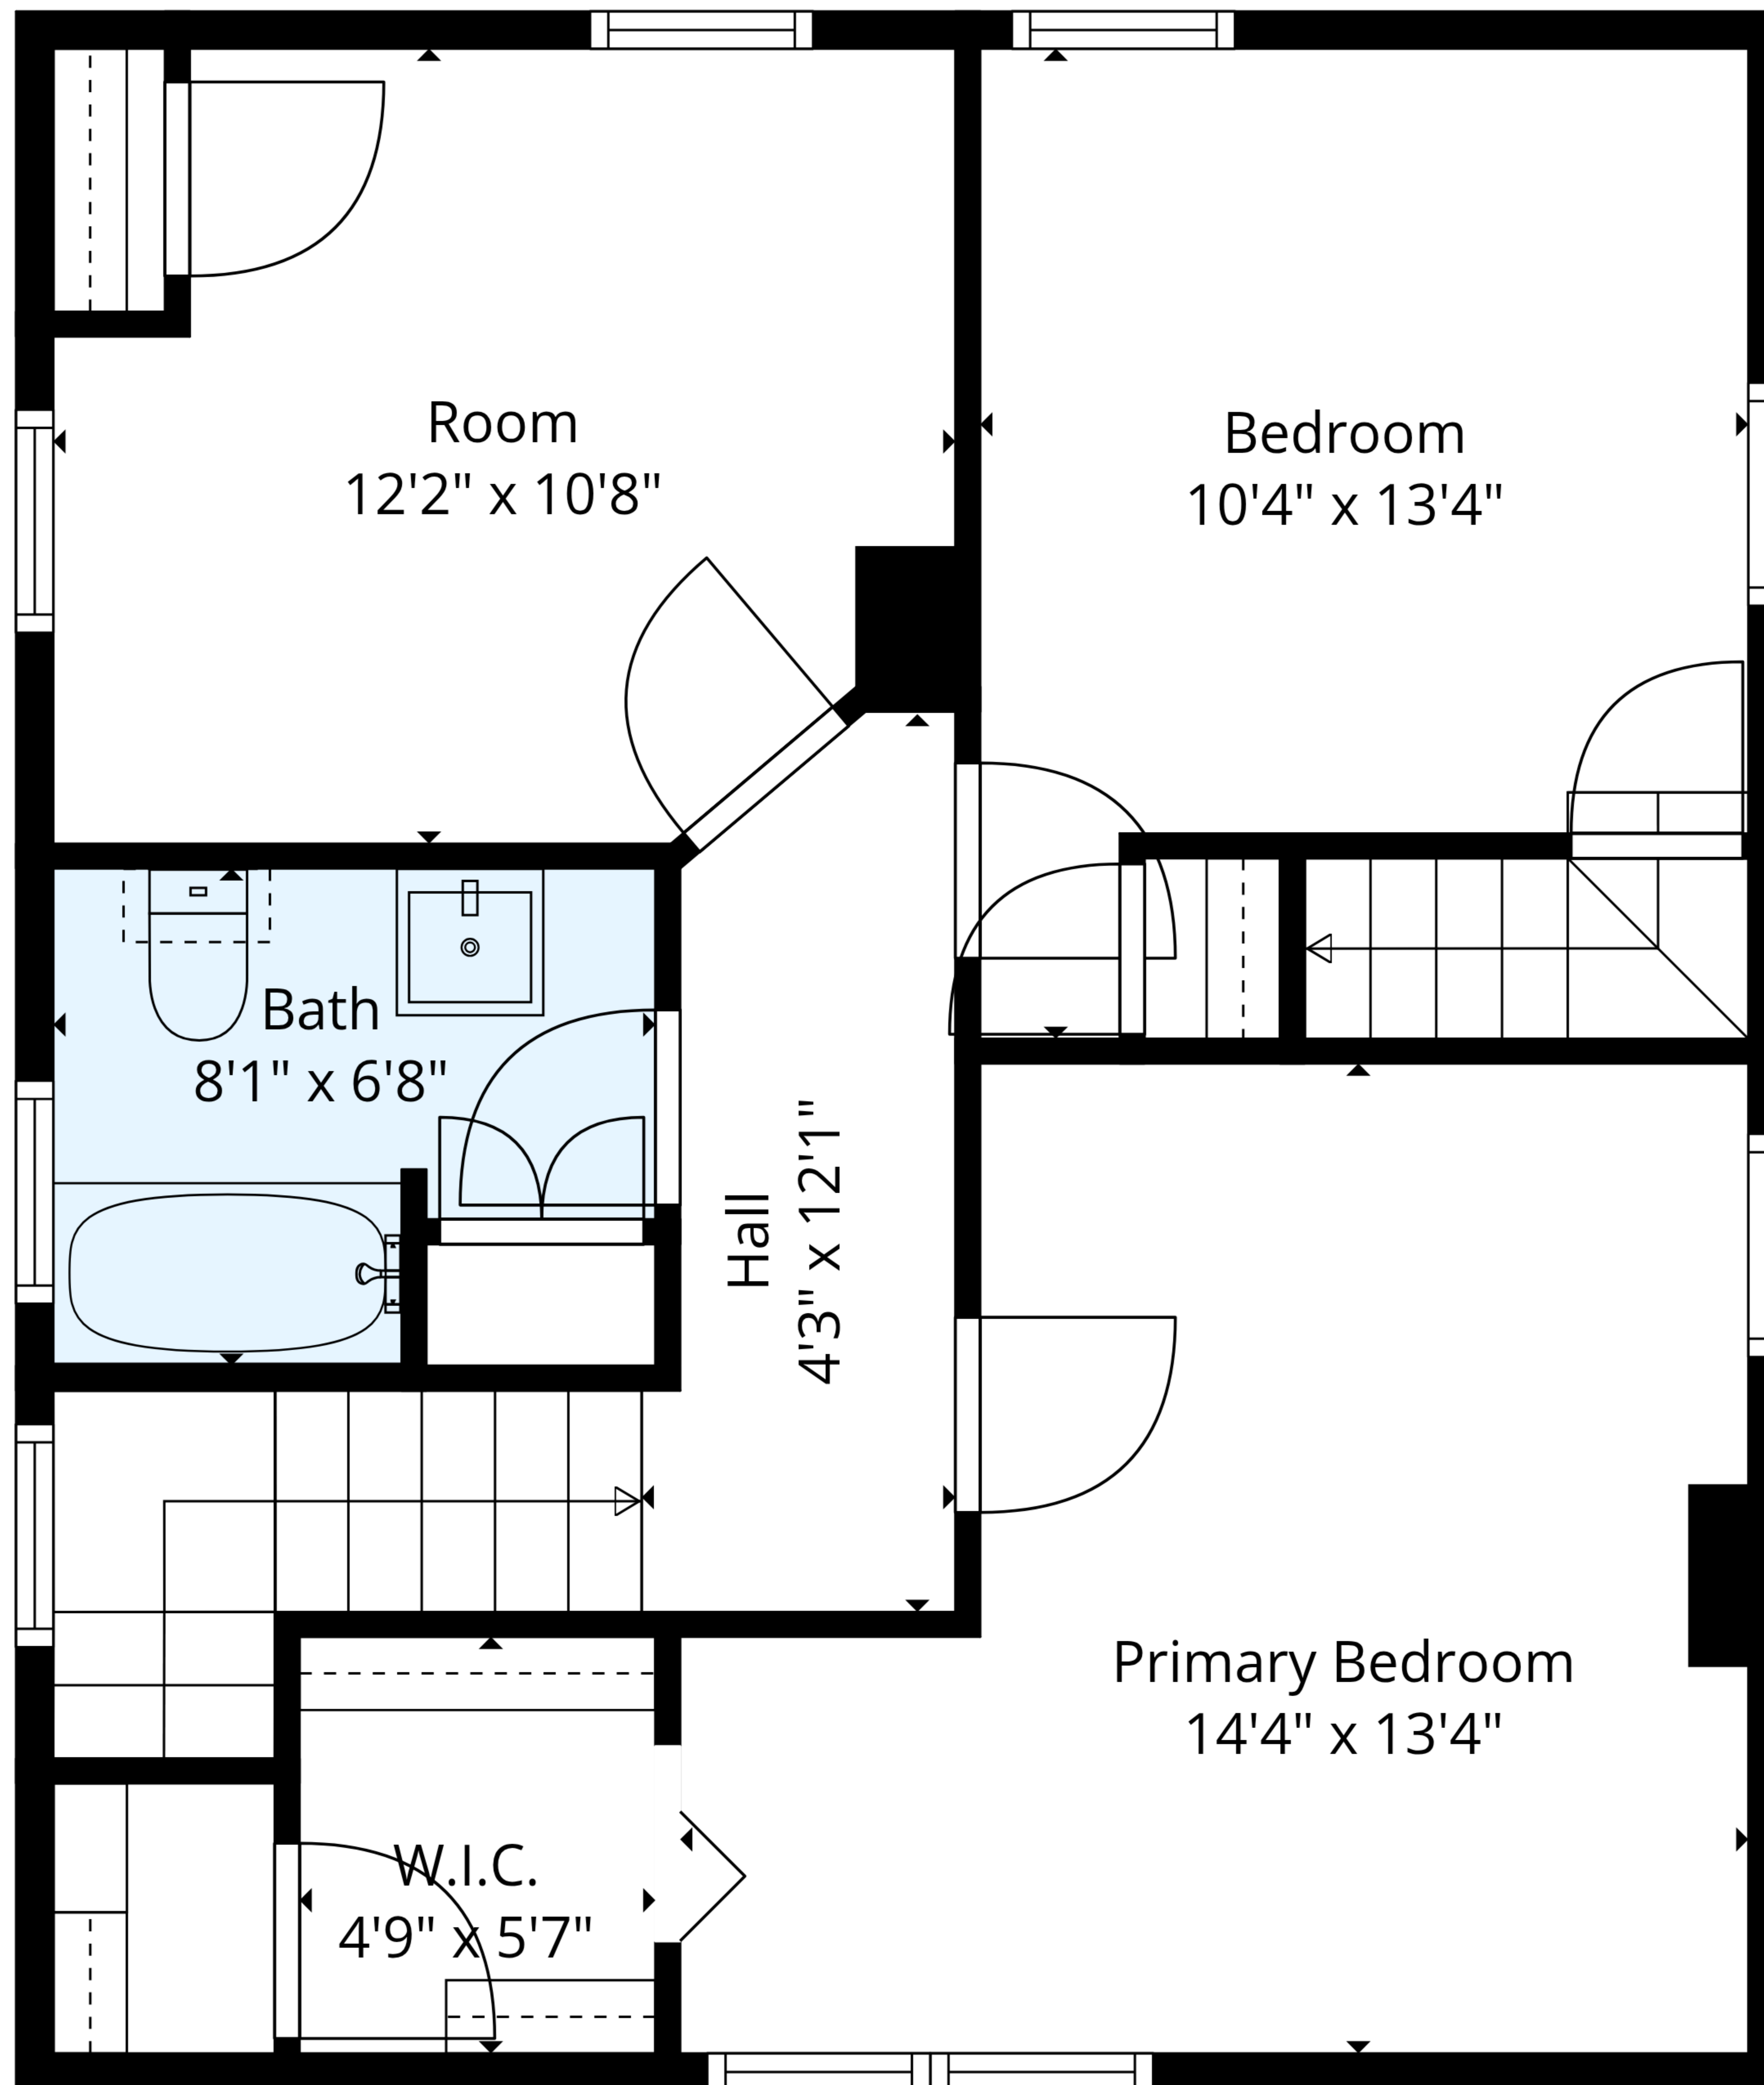 Room
12'2" x 10'8"
Bedroom
10'4" x 13'4"
Bath
8'1" x 6'8"
Hall
4'3" x 12'1"
Primary Bedroom
14'4" x 13'4"
W.I.C.
4'9" x 5'7"